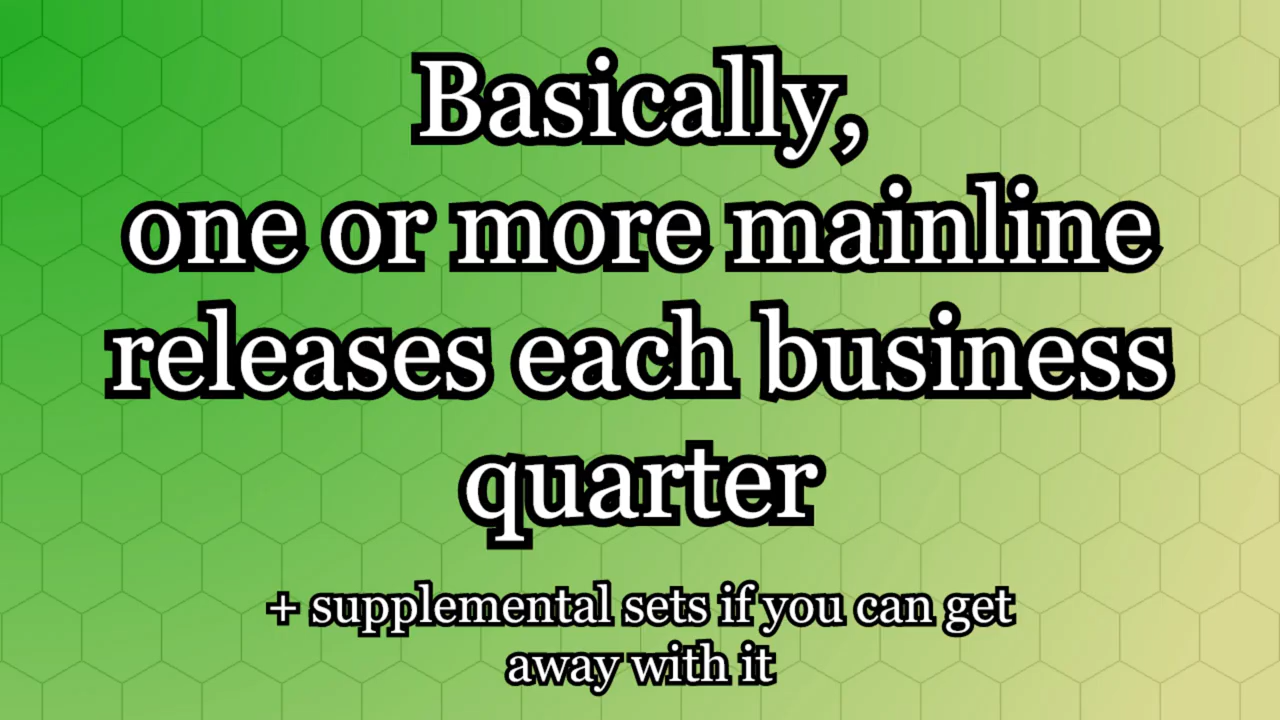 Basically,
one or more mainline
releases each business
quarter
+ supplemental sets if you can get
away with it